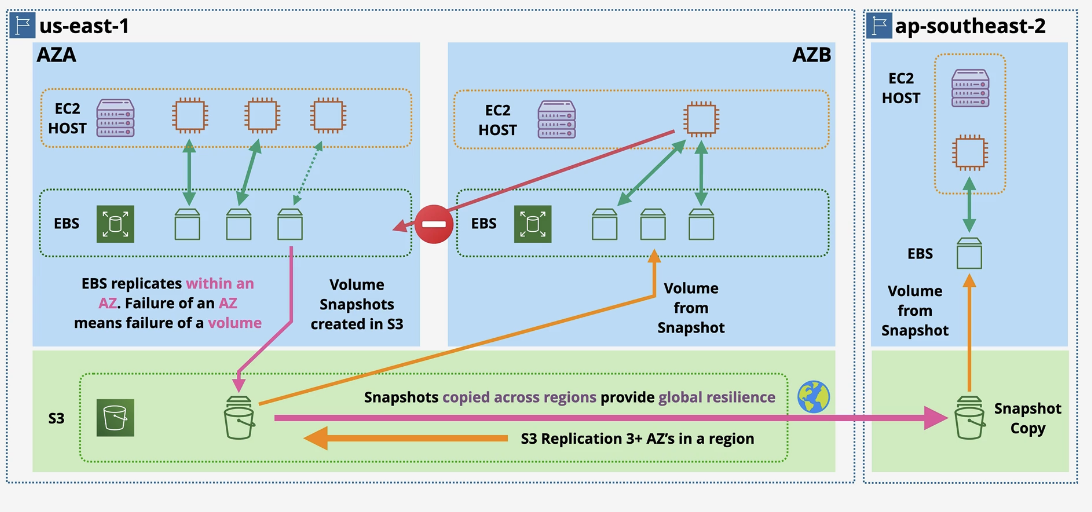 us-east-1
ap-southeast-2
AZA
AZB
EC2
HOST
EC2
HOST
EC2
HOST
EBS
EBS
EBS
EBS replicates within an
AZ. Failure of an AZ
means failure of a volume
Volume
Snapshots
created in S3
Volume
from
Snapshot
Volume
from
Snapshot
S3
Snapshots copied across regions provide global resilience
S3 Replication 3+ AZ's in a region
Snapshot
Copy